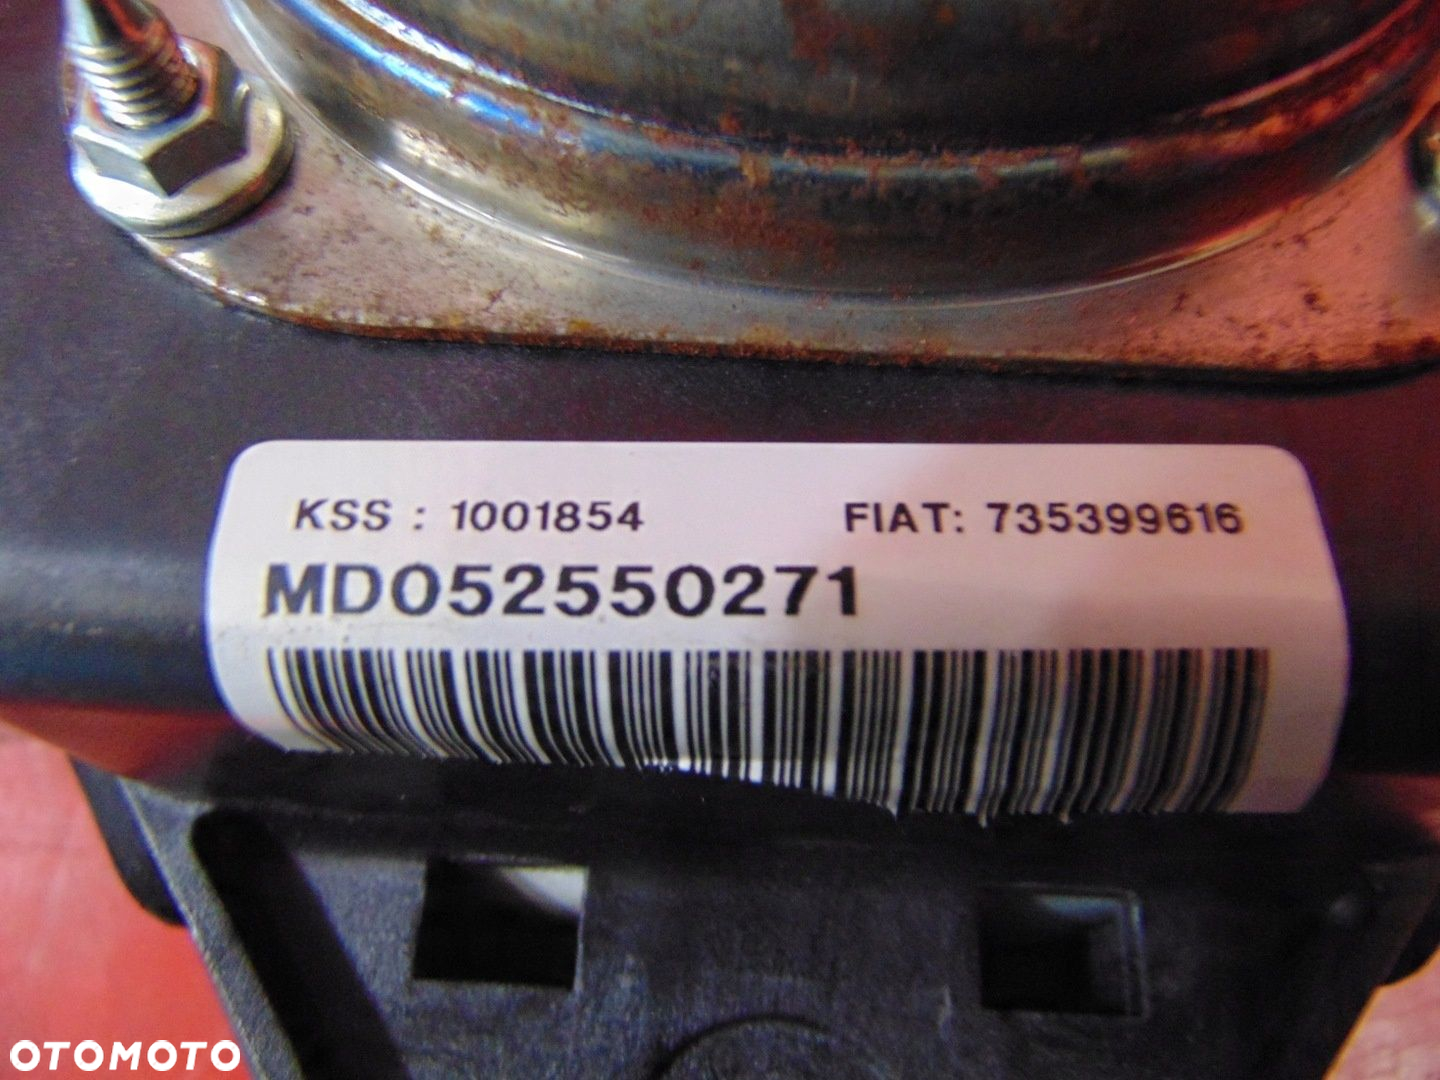 KSS : 1001854 FIAT: 735399616
MD052550271
OTOMOTO